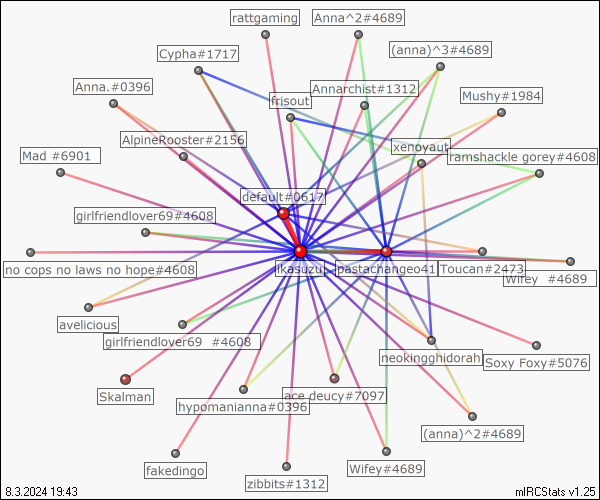 rattgaming
Anna^2#4689
Cypha#1717
(anna)^3#4689
Anna.#0396
Annarchist#1312
Mushy#1984
frisout
AlpineRooster#2156
xenoyaut
Mad #6901
ramshackle gorey#4608
default#0617
girlfriendlover69#4608
no cops no laws no hope#4608
ikasuzu
pastachangeo41
Toucan#2473
Wifey  #4689
avelicious
girlfriendlover69  #4608
neokingghidorah
Soxy Foxy#5076
Skalman
hypomanianna#0396
ace deucy#7097
(anna)^2#4689
fakedingo
zibbits#1312
Wifey#4689
8.3.2024 19:43
mIRCStats v1.25